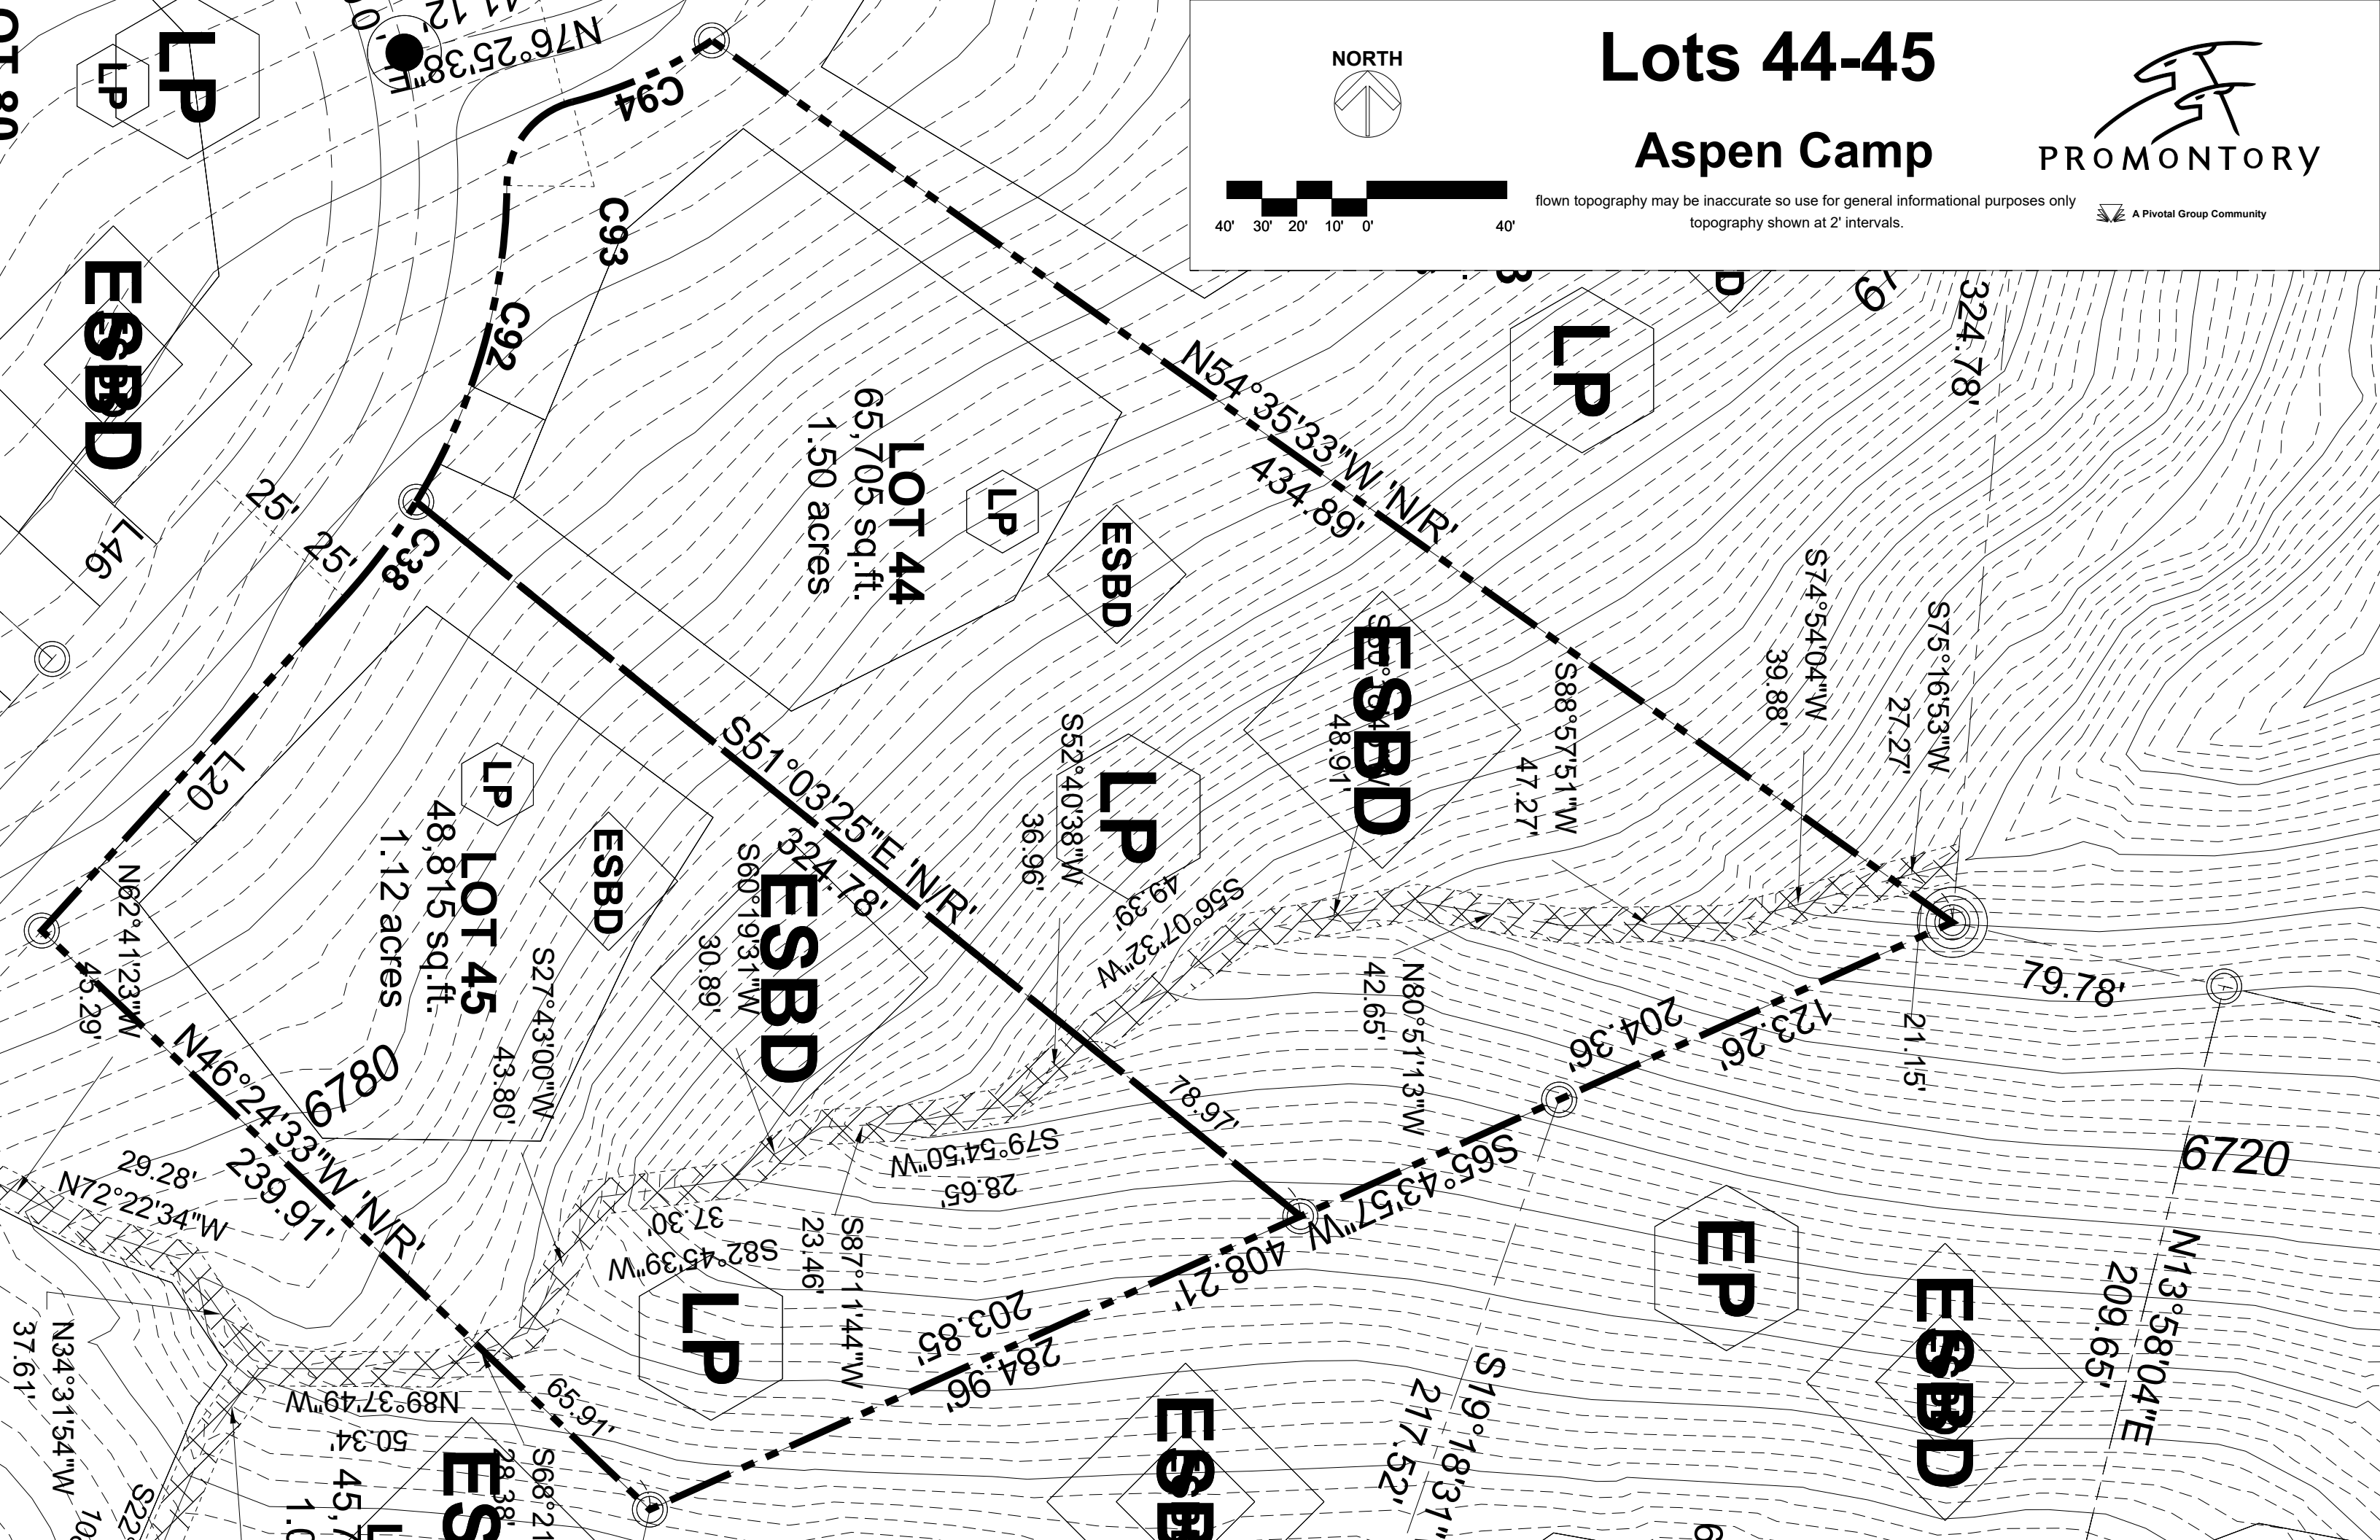 NORTH
40' 30' 20' 10' 0' 40'
Lots 44-45
Aspen Camp
flown topography may be inaccurate so use for general informational purposes only
topography shown at 2' intervals.
PROMONTORY
A Pivotal Group Community
LP
LP
N76°25'38"E
C94
C93
C92
C38
ESBD
25'
25'
L46
L20
LOT 44
65,705 sq.ft.
1.50 acres
LP
ESBD
N54°35'33"W 'N/R'
434.89'
LP
324.78'
S74°54'04"W
39.88'
S75°16'53"W
27.27'
ESBD
48.91'
S88°57'51"W
47.27'
S51°03'25"E 'N/R'
324.78'
S52°40'38"W
36.96'
LP
S56°07'32"W
49.39'
LP
ESBD
LOT 45
48,815 sq.ft.
1.12 acres
S60°19'31"W
30.89'
ESBD
N62°41'23"W
45.29'
S27°43'00"W
43.80'
6780
N46°24'33"W 'N/R'
239.91'
29.28'
N72°22'34"W
N80°51'13"W
42.65'
204.36'
123.26'
79.78'
21.15'
78.97'
S79°54'50"W
28.65'
S65°43'57"W
408.21'
37.30'
S82°45'39"W
S87°11'44"W
23.46'
LP
203.85'
284.96'
6720
EP
N13°58'04"E
209.65'
S19°18'31"
217.52'
N34°31'54"W
37.61'
N89°37'49"W
50.34'
65.91'
S68°21
28.38'